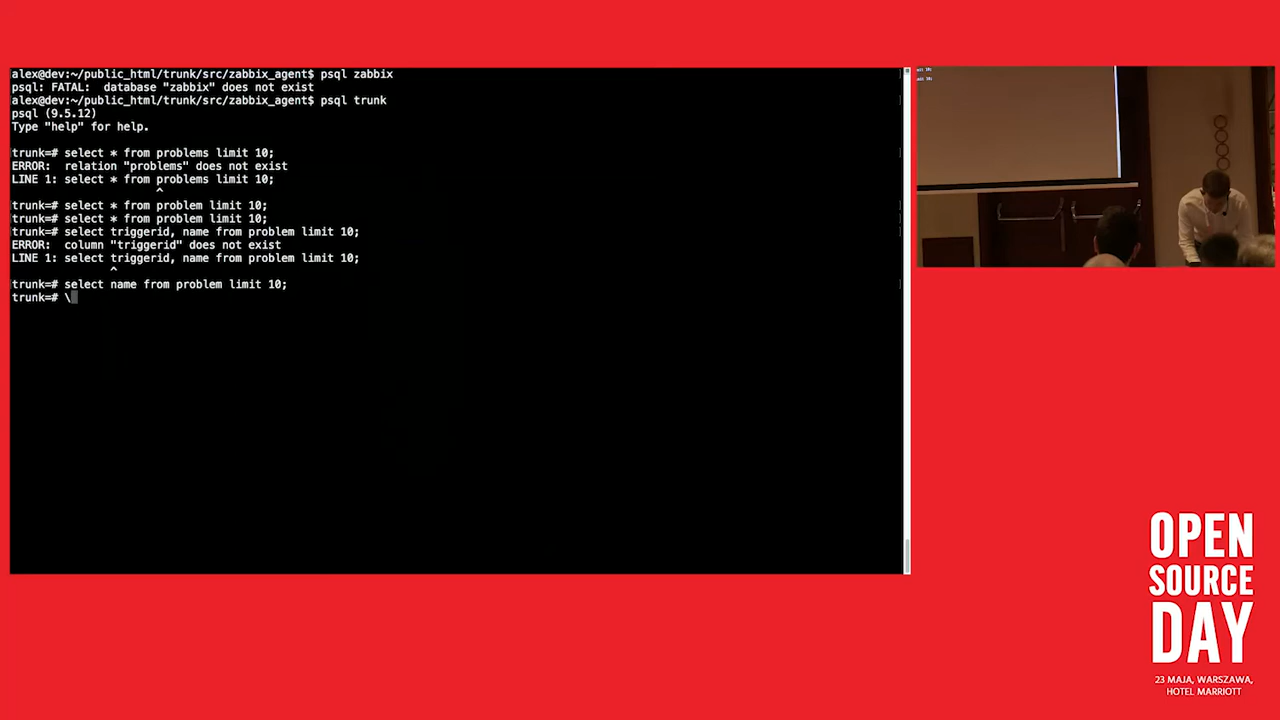 alex@dev:~/public_html/trunk/src/zabbix_agent$ psql zabbix
psql: FATAL:  database "zabbix" does not exist
alex@dev:~/public_html/trunk/src/zabbix_agent$ psql trunk
psql (9.5.12)
Type "help" for help.
trunk=# select * from problems limit 10;
ERROR:  relation "problems" does not exist
LINE 1: select * from problems limit 10;
^
trunk=# select * from problem limit 10;
trunk=# select * from problem limit 10;
trunk=# select triggerid, name from problem limit 10;
ERROR:  column "triggerid" does not exist
LINE 1: select triggerid, name from problem limit 10;
^
trunk=# select name from problem limit 10;
trunk=# \
OPEN
SOURCE
DAY
23 MAJA, WARSZAWA,
HOTEL MARRIOTT